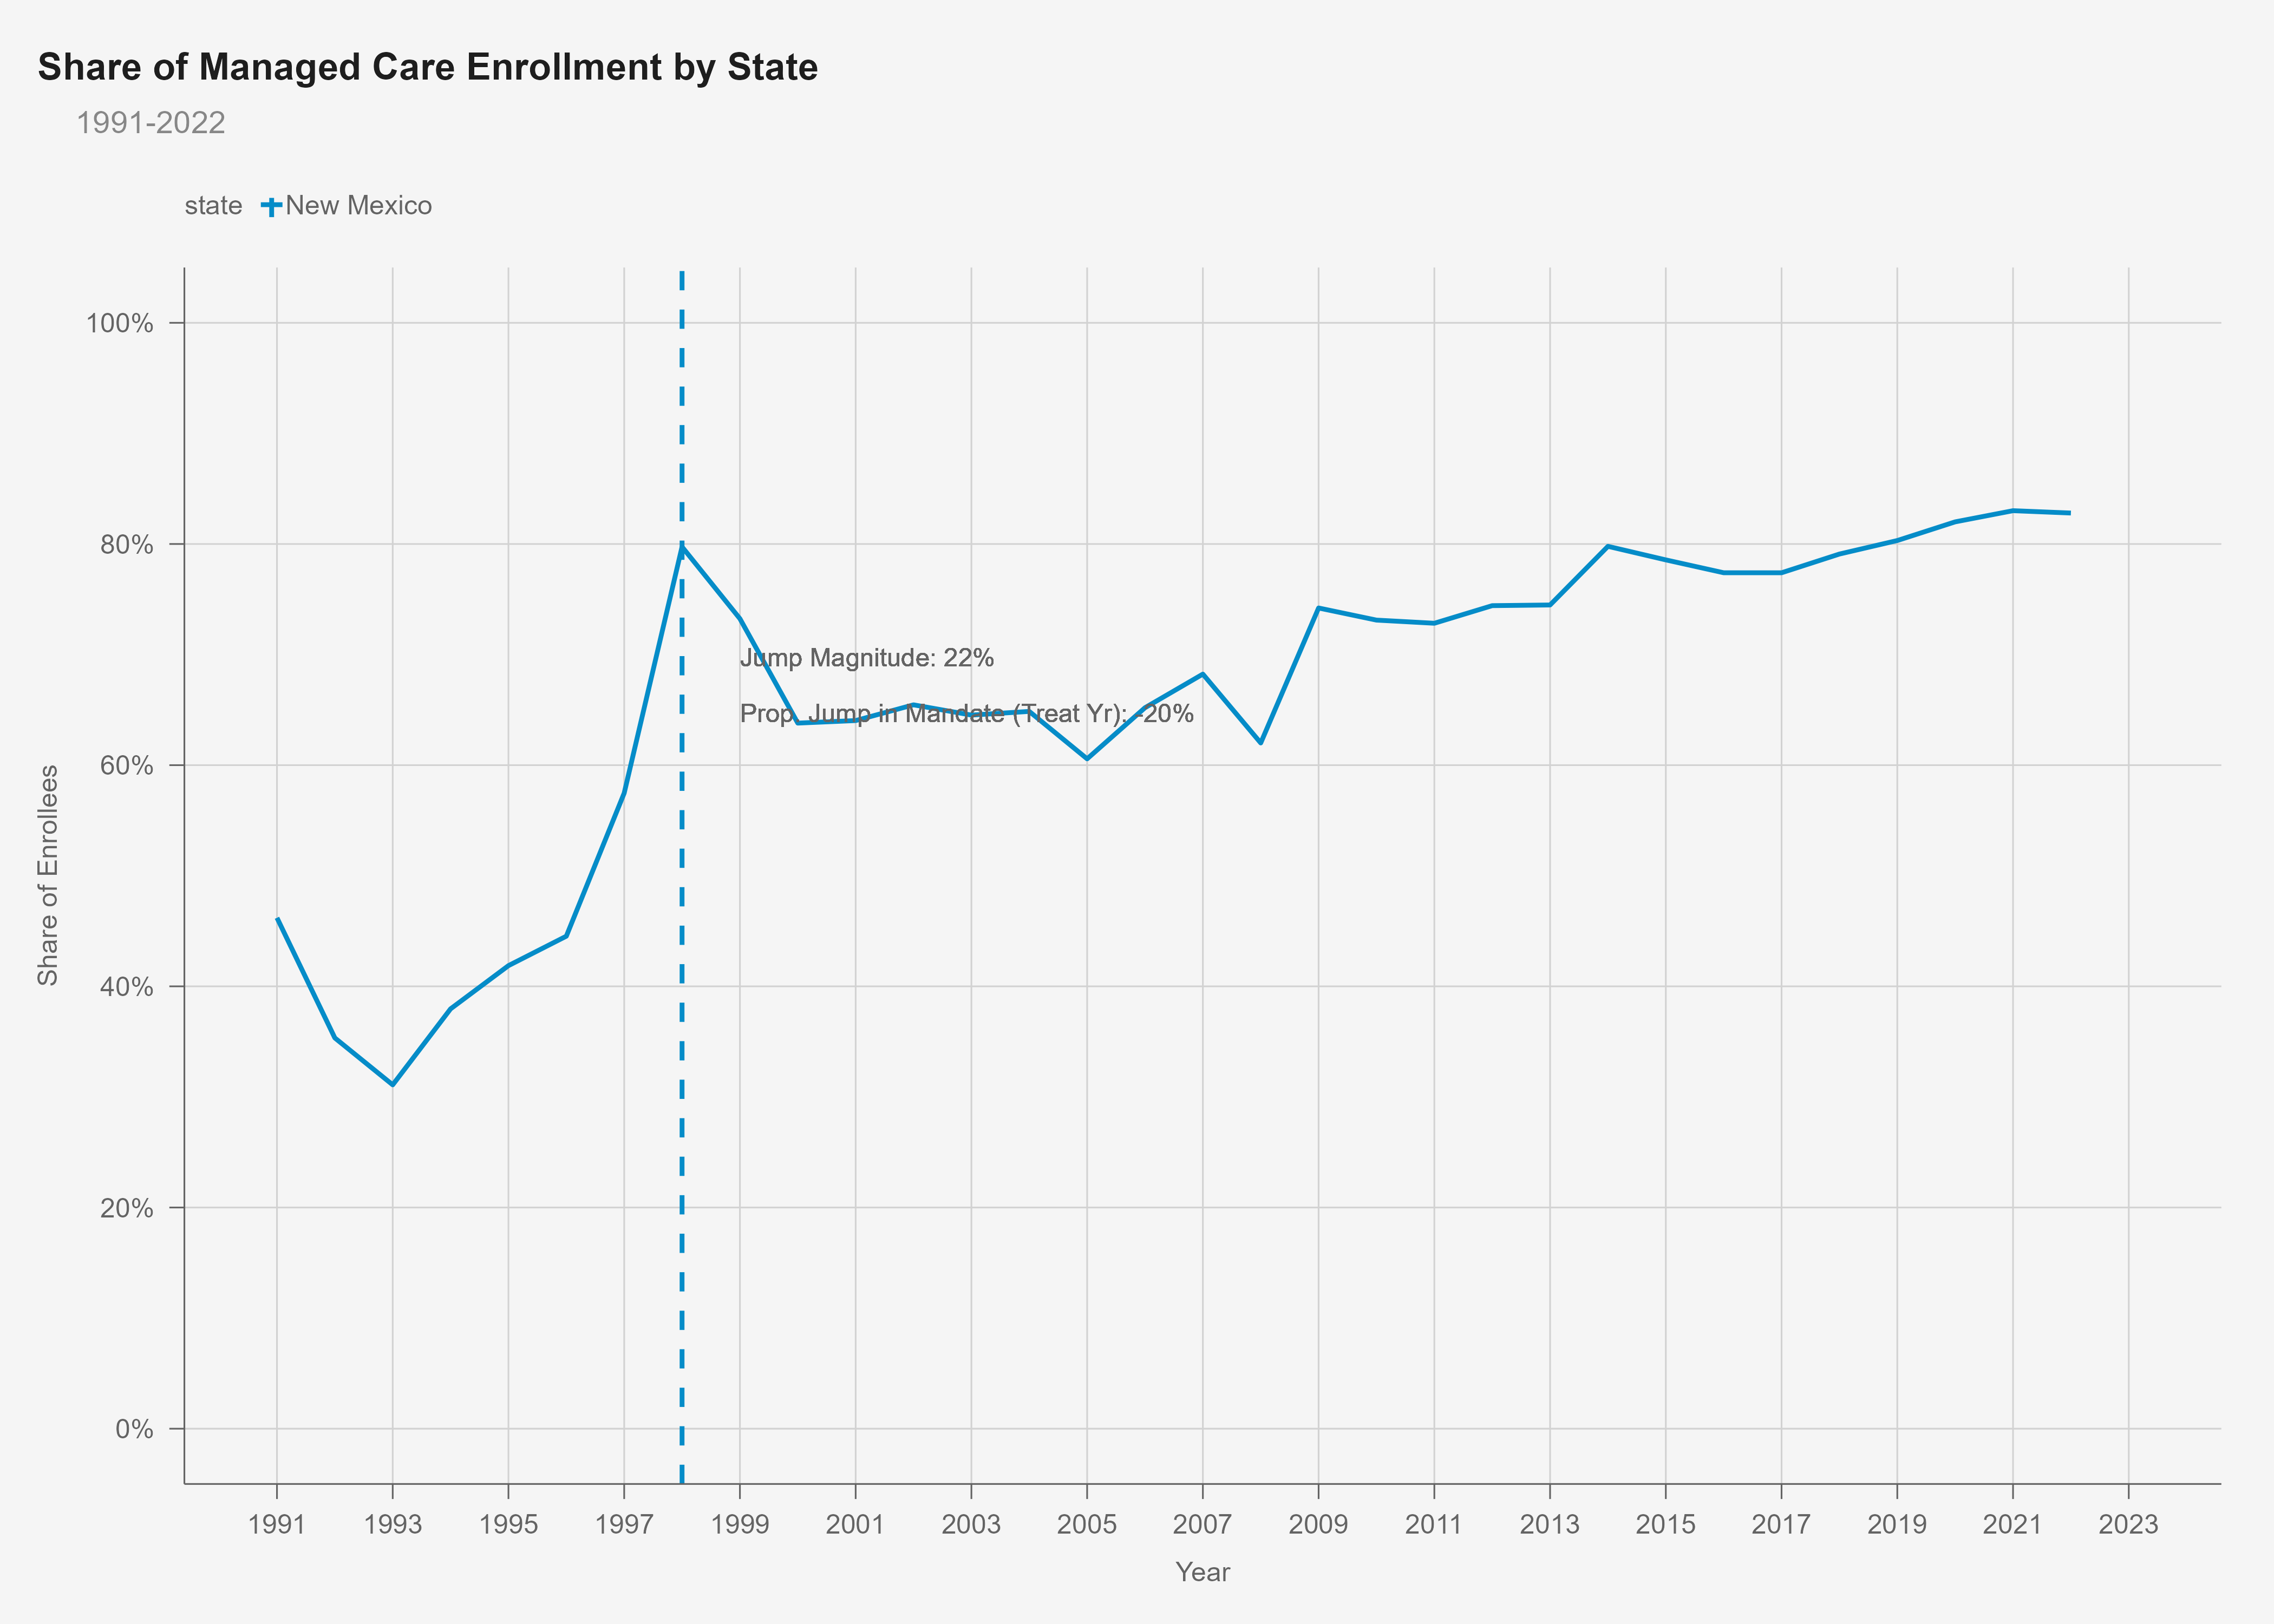 Share of Managed Care Enrollment by State
1991-2022
state New Mexico
100%
80%
60%
40%
20%
0%
Share of Enrollees
Jump Magnitude: 22%
Prop. Jump in Mandate (Treat Yr): -20%
1991 1993 1995 1997 1999 2001 2003 2005 2007 2009 2011 2013 2015 2017 2019 2021 2023
Year